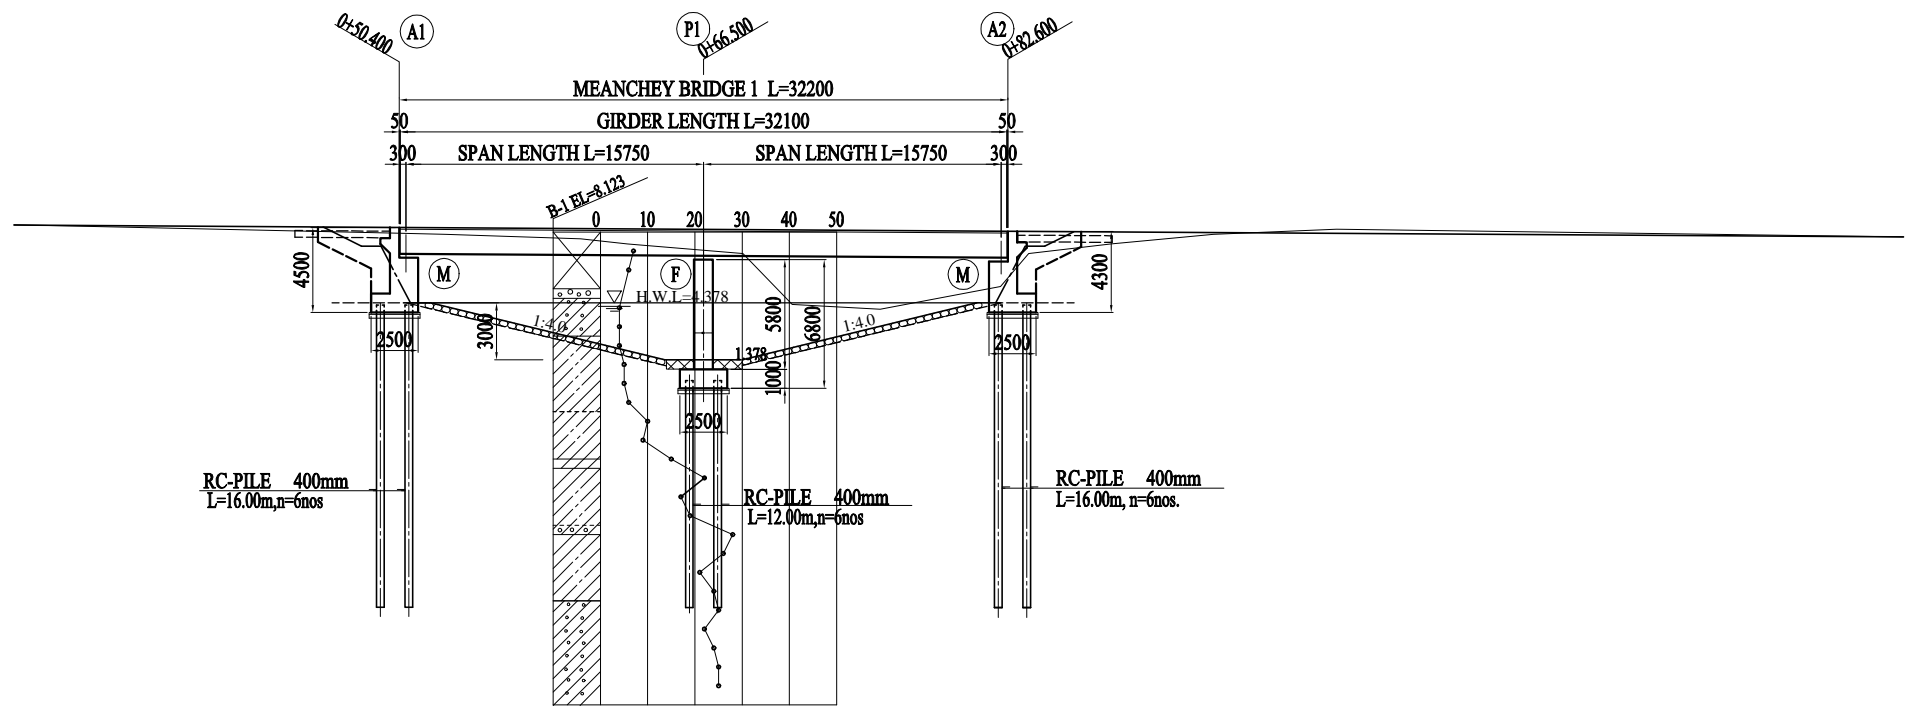 0+50.400
A1
P1
0+66.500
A2
0+82.600
MEANCHEY BRIDGE 1 L=32200
50
GIRDER LENGTH L=32100
50
300
SPAN LENGTH L=15750
SPAN LENGTH L=15750
300
B-1 EL=8.123
0 10 20 30 40 50
4500
M
F
M
4300
H.W.L=4.378
3000
1:4.0
5800
6800
1:4.0
2500
1.378
1000
2500
2500
RC-PILE 400mm
L=16.00m,n=6nos
RC-PILE 400mm
L=12.00m,n=6nos
RC-PILE 400mm
L=16.00m, n=6nos.